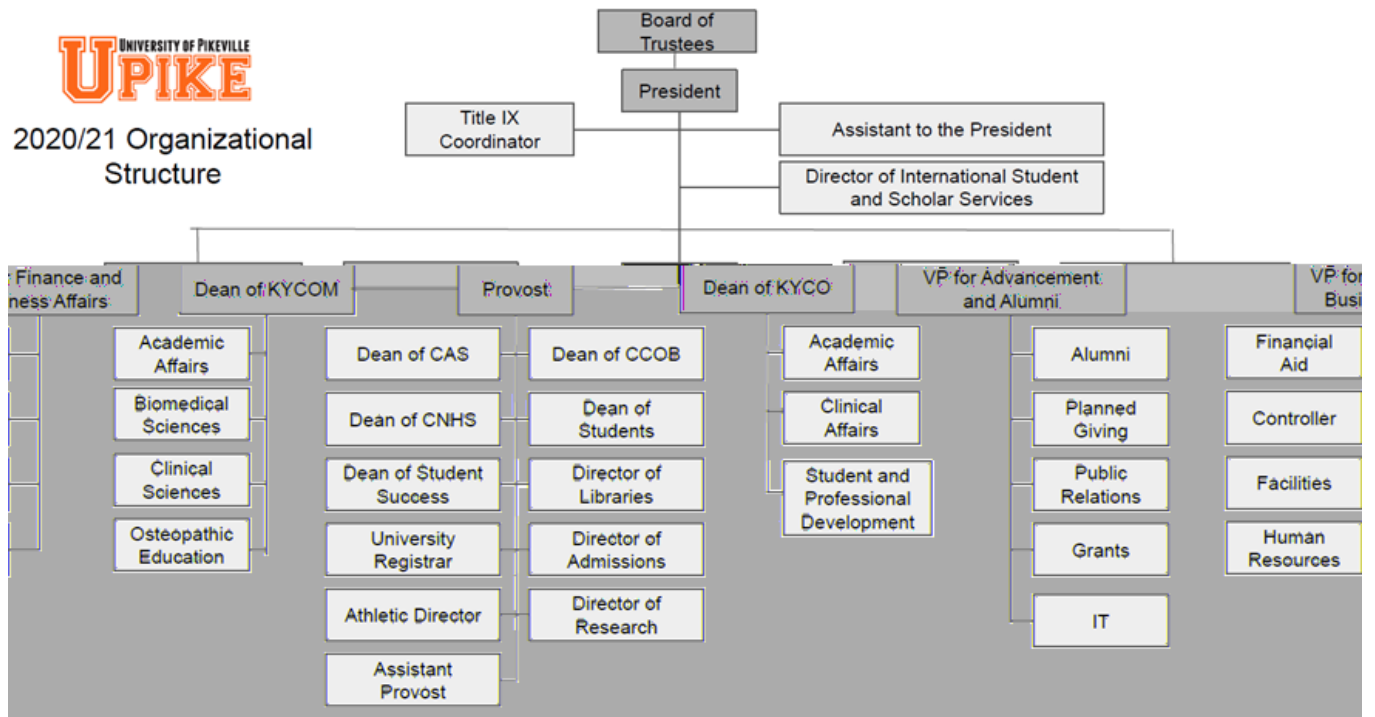 Board of
Trustees
UNIVERSITY OF PIKEVILLE
UPIKE
President
2020/21 Organizational
Structure
Title IX
Coordinator
Assistant to the President
Director of International Student
and Scholar Services
Finance and
ness Affairs
Dean of KYCOM
Provost
Dean of KYCO
VP for Advancement
and Alumni
VP for
Busi
Academic
Affairs
Biomedical
Sciences
Clinical
Sciences
Osteopathic
Education
Dean of CAS
Dean of CNHS
Dean of Student
Success
University
Registrar
Athletic Director
Assistant
Provost
Dean of CCOB
Dean of
Students
Director of
Libraries
Director of
Admissions
Director of
Research
Academic
Affairs
Clinical
Affairs
Student and
Professional
Development
Alumni
Planned
Giving
Public
Relations
Grants
IT
Financial
Aid
Controller
Facilities
Human
Resources